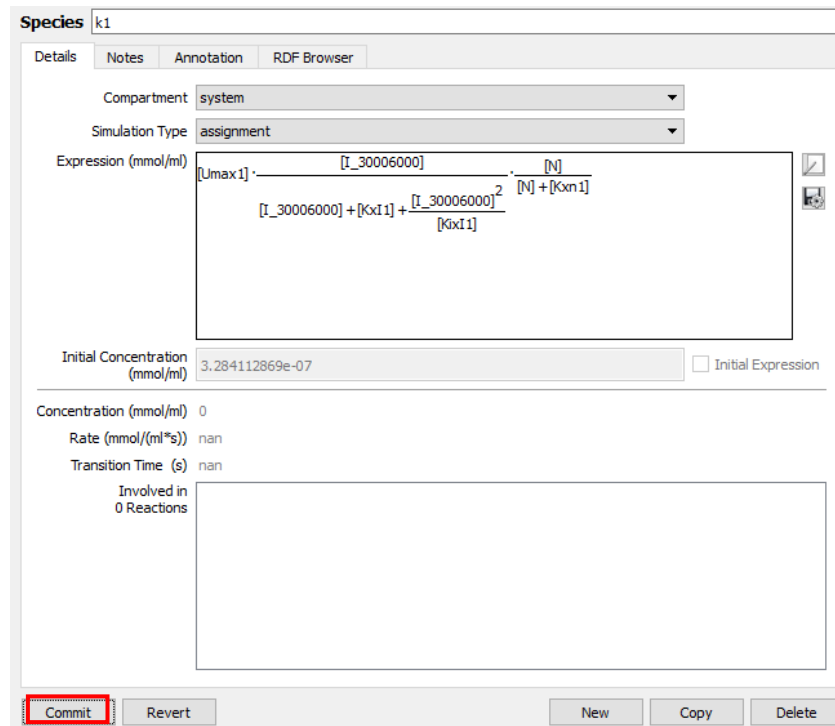 Species k1
Details Notes Annotation RDF Browser
Compartment system
Simulation Type assignment
Expression (mmol/ml)
[Umax1] · [I_30006000] / [I_30006000] + [KxI1] + [I_30006000]^2 / [KixI1] · [N] / [N] + [Kxn1]
Initial Concentration
(mmol/ml) 3.284112869e-07 Initial Expression
Concentration (mmol/ml) 0
Rate (mmol/(ml*s)) nan
Transition Time (s) nan
Involved in
0 Reactions
Commit Revert New Copy Delete